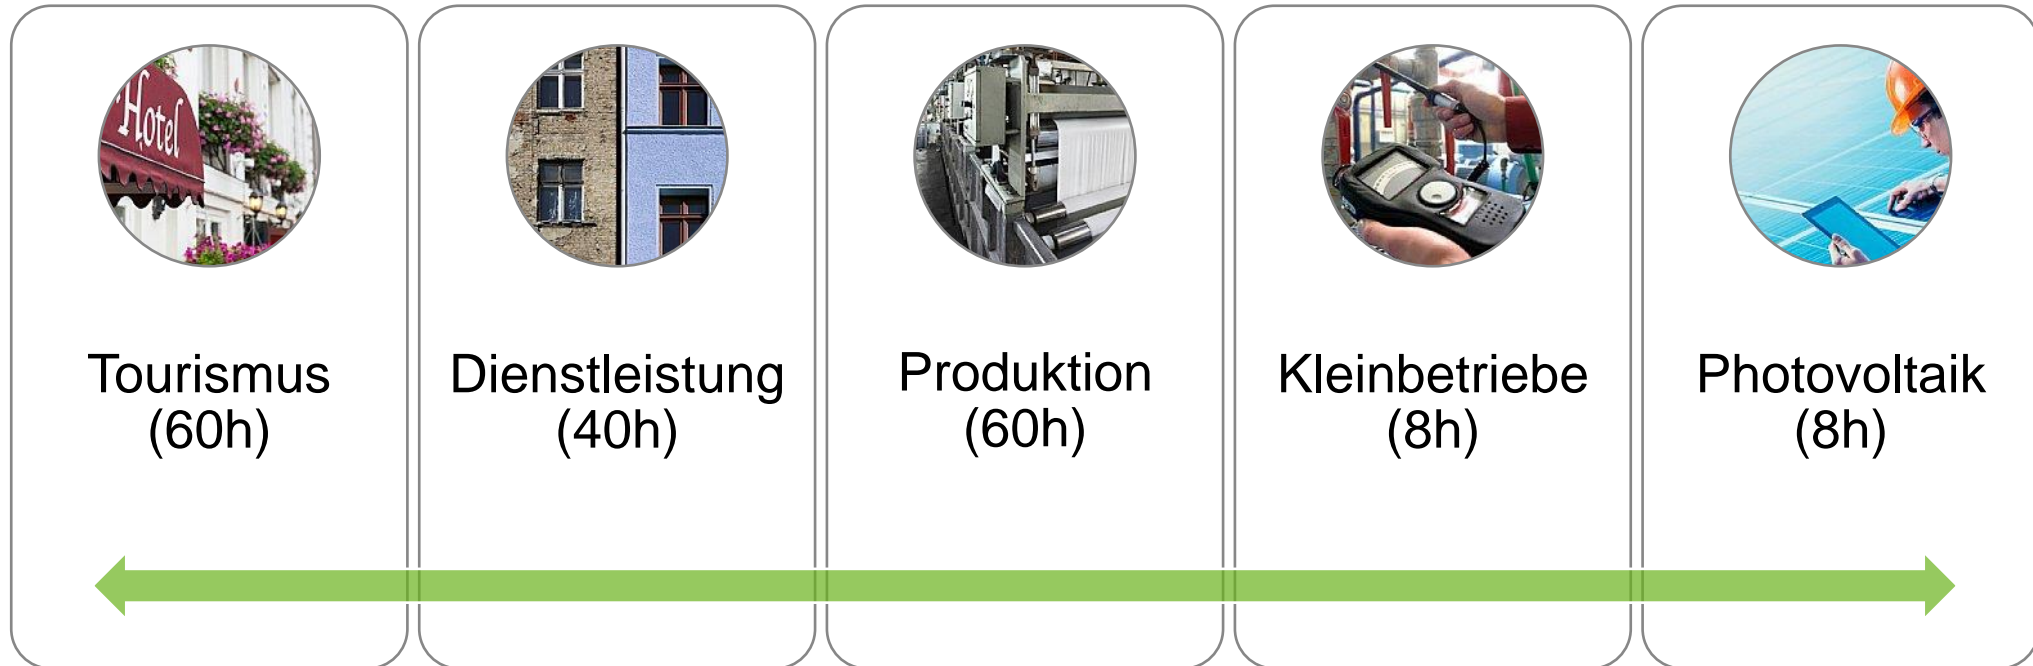 Hotel
Tourismus
(60h)
Dienstleistung
(40h)
Produktion
(60h)
Kleinbetriebe
(8h)
Photovoltaik
(8h)